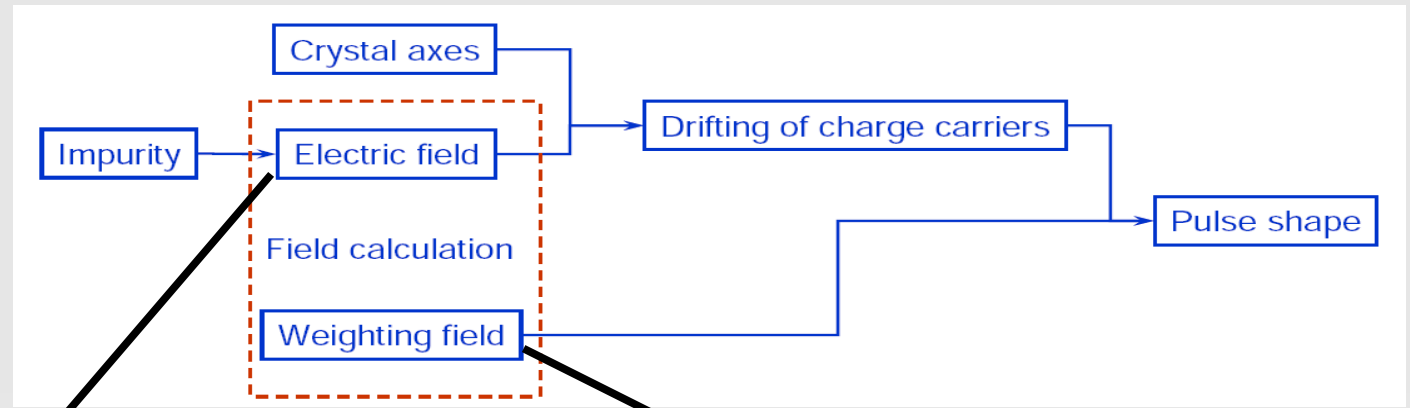 Crystal axes
Impurity
Electric field
Drifting of charge carriers
Field calculation
Pulse shape
Weighting field